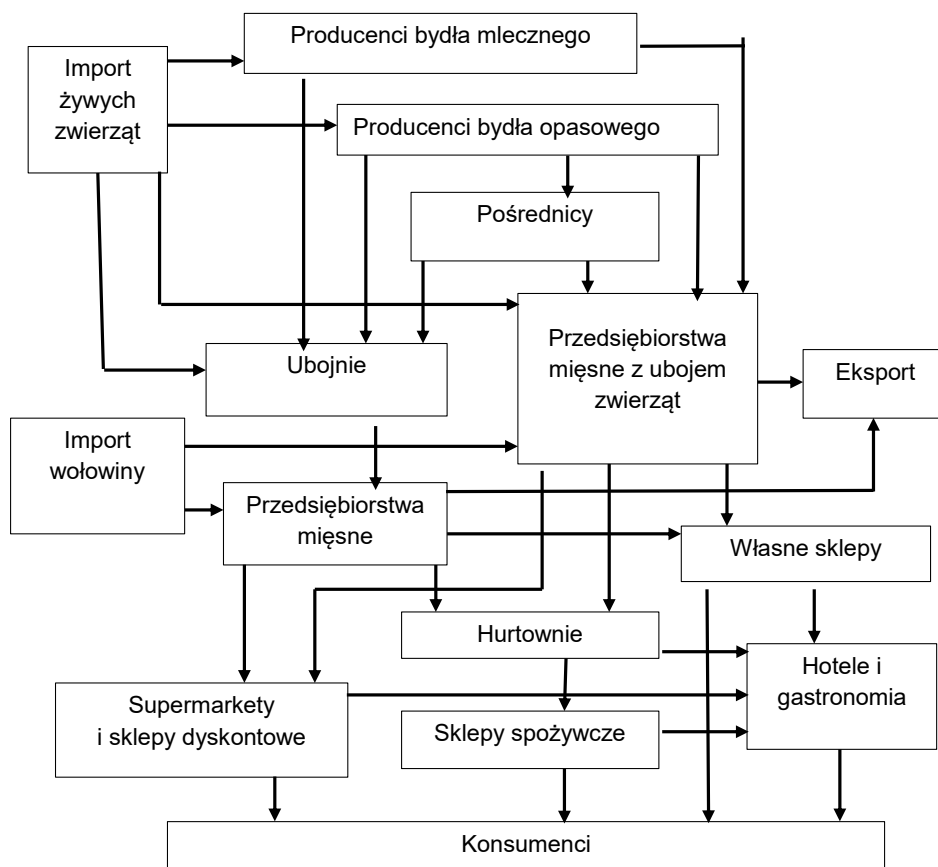 Producenci bydła mlecznego
Import
żywych
zwierząt
Producenci bydła opasowego
Pośrednicy
Przedsiębiorstwa
mięsne z ubojem
zwierząt
Ubojnie
Eksport
Import
wołowiny
Przedsiębiorstwa
mięsne
Własne sklepy
Hurtownie
Hotele i
gastronomia
Supermarkety
i sklepy dyskontowe
Sklepy spożywcze
Konsumenci